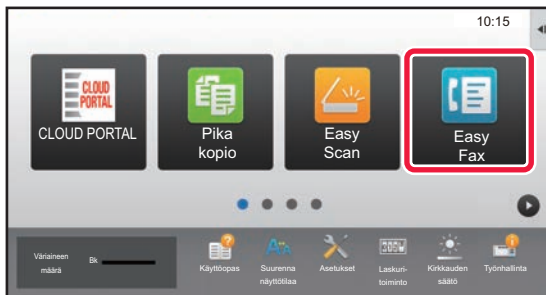 10:15
CLOUD
PORTAL
CLOUD PORTAL
Pika
kopio
Easy
Scan
Easy
Fax
Väriaineen
määrä
Bk
Käyttöopas
Suurenna
näyttötilaa
Asetukset
Laskuri-
toiminto
Kirkkauden
säätö
Työnhallinta